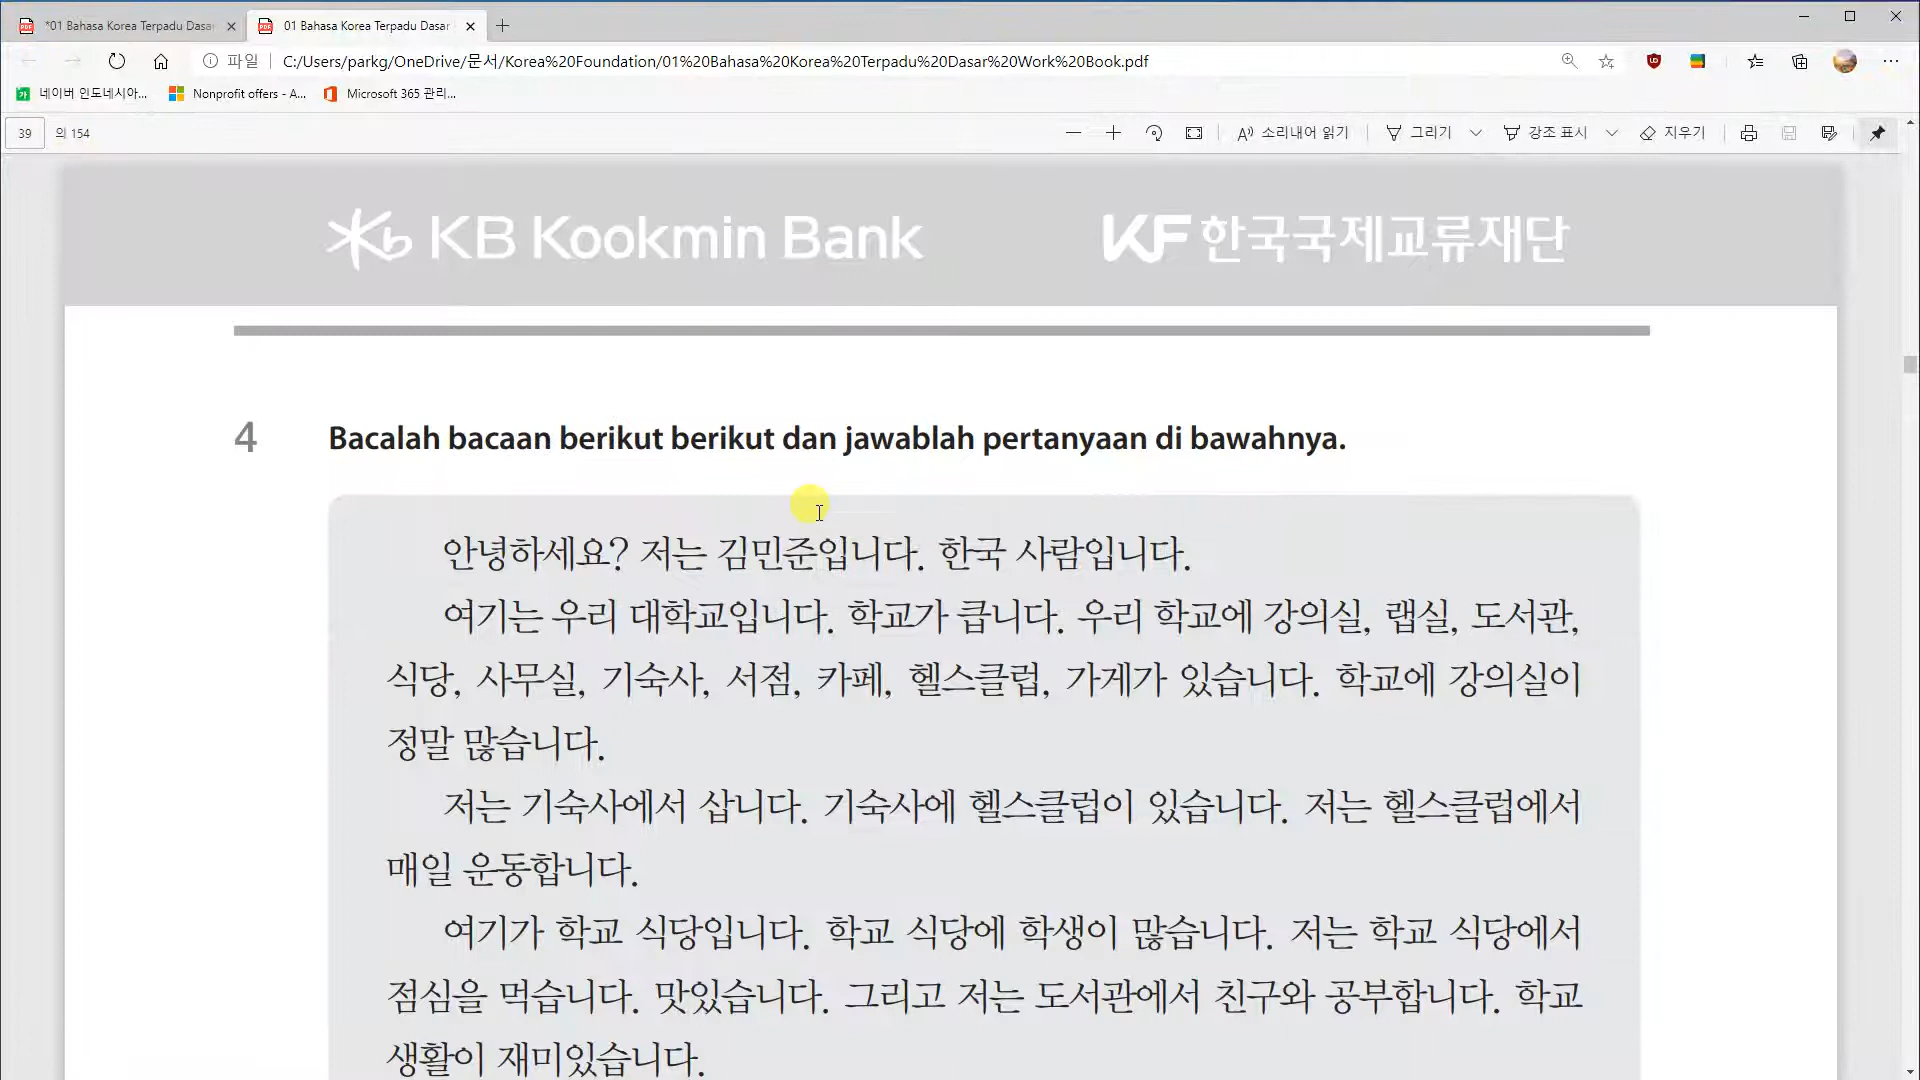 *01 Bahasa Korea Terpadu Dasa
01 Bahasa Korea Terpadu Dasar
파일
C:/Users/parkg/OneDrive/문서/Korea%20Foundation/01%20Bahasa%20Korea%20Terpadu%20Dasar%20Work%20Book.pdf
네이버 인도네시아...
Nonprofit offers - A...
Microsoft 365 관리...
39 의 154
소리내어 읽기
그리기
강조 표시
지우기
KB Kookmin Bank
KF 한국국제교류재단
4 Bacalah bacaan berikut berikut dan jawablah pertanyaan di bawahnya.
안녕하세요? 저는 김민준입니다. 한국 사람입니다.
여기는 우리 대학교입니다. 학교가 큽니다. 우리 학교에 강의실, 랩실, 도서관,
식당, 사무실, 기숙사, 서점, 카페, 헬스클럽, 가게가 있습니다. 학교에 강의실이
정말 많습니다.
저는 기숙사에서 삽니다. 기숙사에 헬스클럽이 있습니다. 저는 헬스클럽에서
매일 운동합니다.
여기가 학교 식당입니다. 학교 식당에 학생이 많습니다. 저는 학교 식당에서
점심을 먹습니다. 맛있습니다. 그리고 저는 도서관에서 친구와 공부합니다. 학교
생활이 재미있습니다.